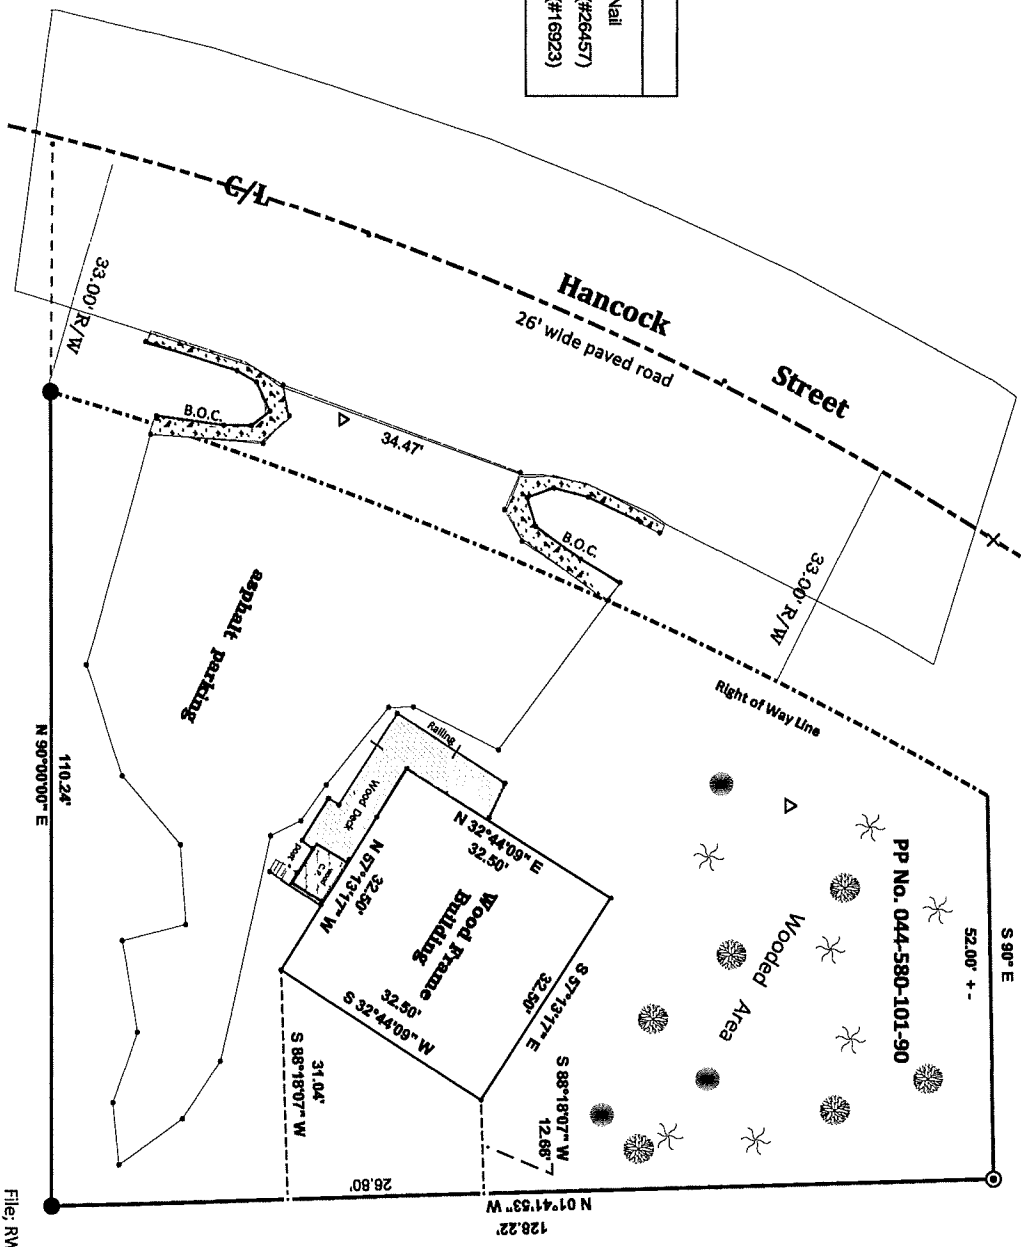 Nail
(#26457)
(#16923)
C/L
Hancock
Street
26' wide paved road
33.00' R/W
B.O.C.
34.47'
B.O.C.
33.00' R/W
Right of Way Line
asphalt parking
Railing
Wood Deck
Wood
N 32°44'09" E
32.50'
N 57°13'17" W
32.50'
Wood Frame
Building
32.50'
S 32°44'09" W
S 57°13'17" E
32.50'
PP No. 044-580-101-90
Wooded Area
S 90° E
52.00' + -
S 88°18'07" W
12.66'
31.04'
S 88°18'07" W
26.80'
N 01°41'53" W
128.22'
110.24'
N 90°00'00" E
File; RW